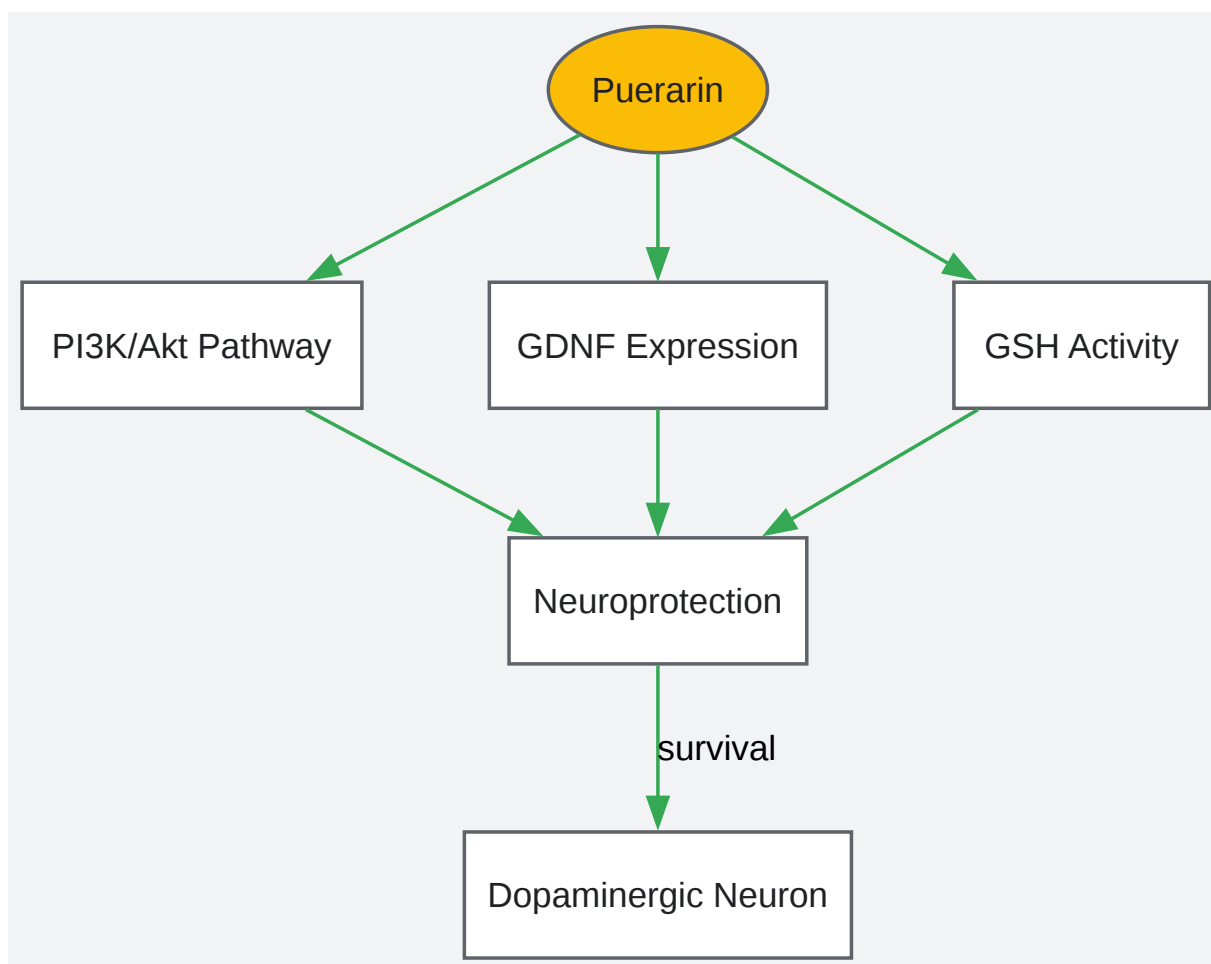 Puerarin
PI3K/Akt Pathway
GDNF Expression
GSH Activity
Neuroprotection
survival
Dopaminergic Neuron